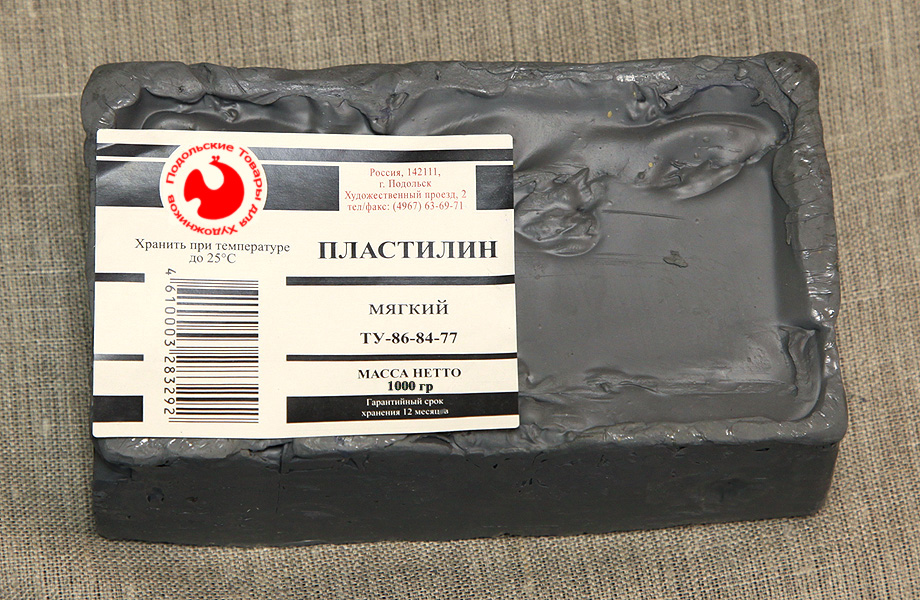 Подольские Товары для Художников
Россия, 142111,
г. Подольск
Художественный проезд, 2
тел/факс: (4967) 63-69-71
Хранить при температуре
до 25°С
ПЛАСТИЛИН
МЯГКИЙ
ТУ-86-84-77
МАССА НЕТТО
1000 гр
Гарантийный срок
хранения 12 месяцва
4 610003 283292